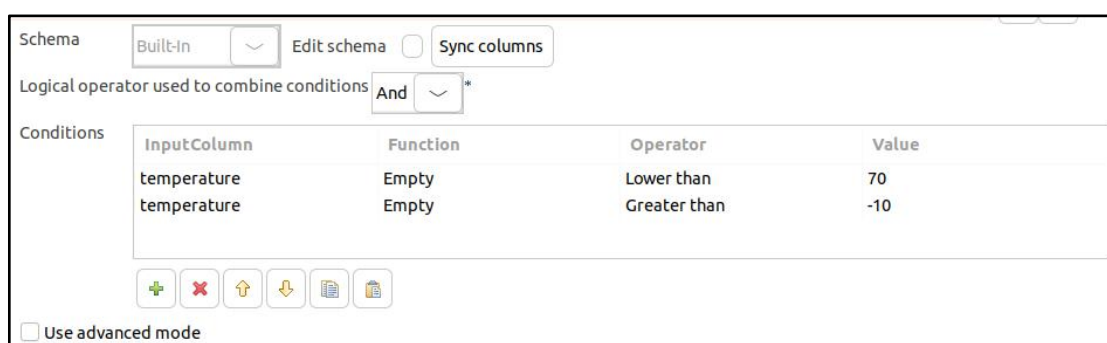 Schema Built-In Edit schema Sync columns
Logical operator used to combine conditions And *
Conditions
InputColumn Function Operator Value
temperature Empty Lower than 70
temperature Empty Greater than -10
Use advanced mode